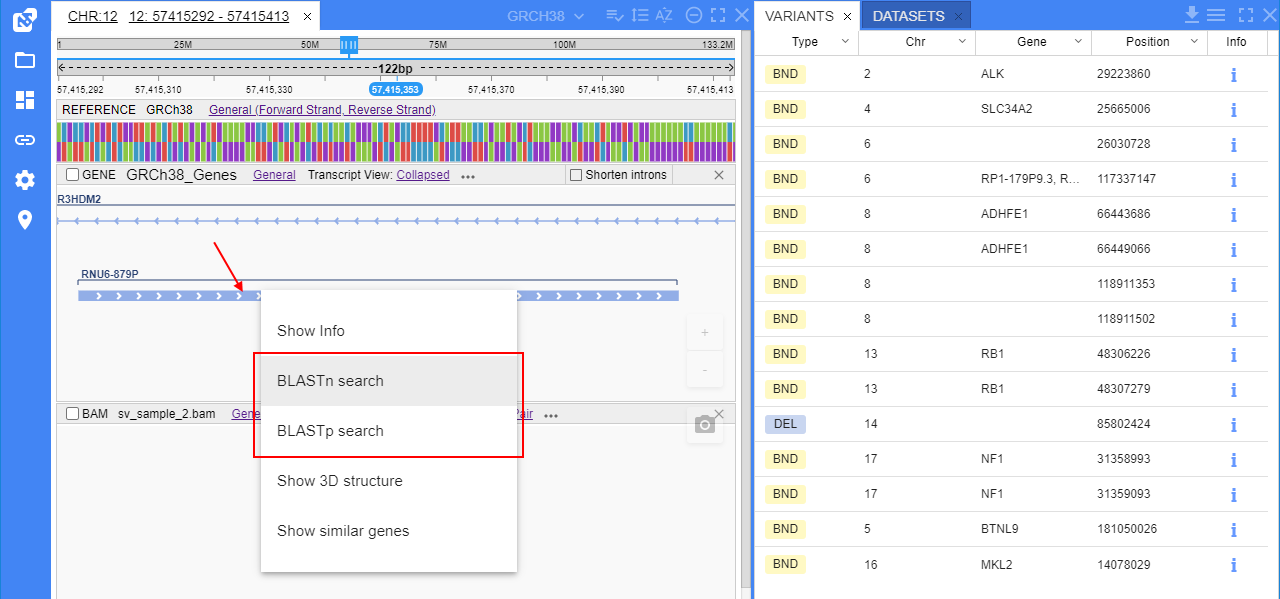 CHR:12 12: 57415292 - 57415413 ×
GRCH38
1 25M 50M 75M 100M 133.2M
122bp
57,415,292 57,415,310 57,415,330 57,415,353 57,415,370 57,415,390 57,415,413
REFERENCE GRCh38 General (Forward Strand, Reverse Strand)
GENE GRCh38_Genes General Transcript View: Collapsed ••• Shorten introns ×
R3HDM2
RNU6-879P
Show Info
BLASTn search
BLASTp search
Show 3D structure
Show similar genes
+
-
BAM sv_sample_2.bam Gene Pair ••• ×
VARIANTS × DATASETS ×
Type Chr Gene Position Info
BND 2 ALK 29223860 i
BND 4 SLC34A2 25665006 i
BND 6 26030728 i
BND 6 RP1-179P9.3, R... 117337147 i
BND 8 ADHFE1 66443686 i
BND 8 ADHFE1 66449066 i
BND 8 118911353 i
BND 8 118911502 i
BND 13 RB1 48306226 i
BND 13 RB1 48307279 i
DEL 14 85802424 i
BND 17 NF1 31358993 i
BND 17 NF1 31359093 i
BND 5 BTNL9 181050026 i
BND 16 MKL2 14078029 i